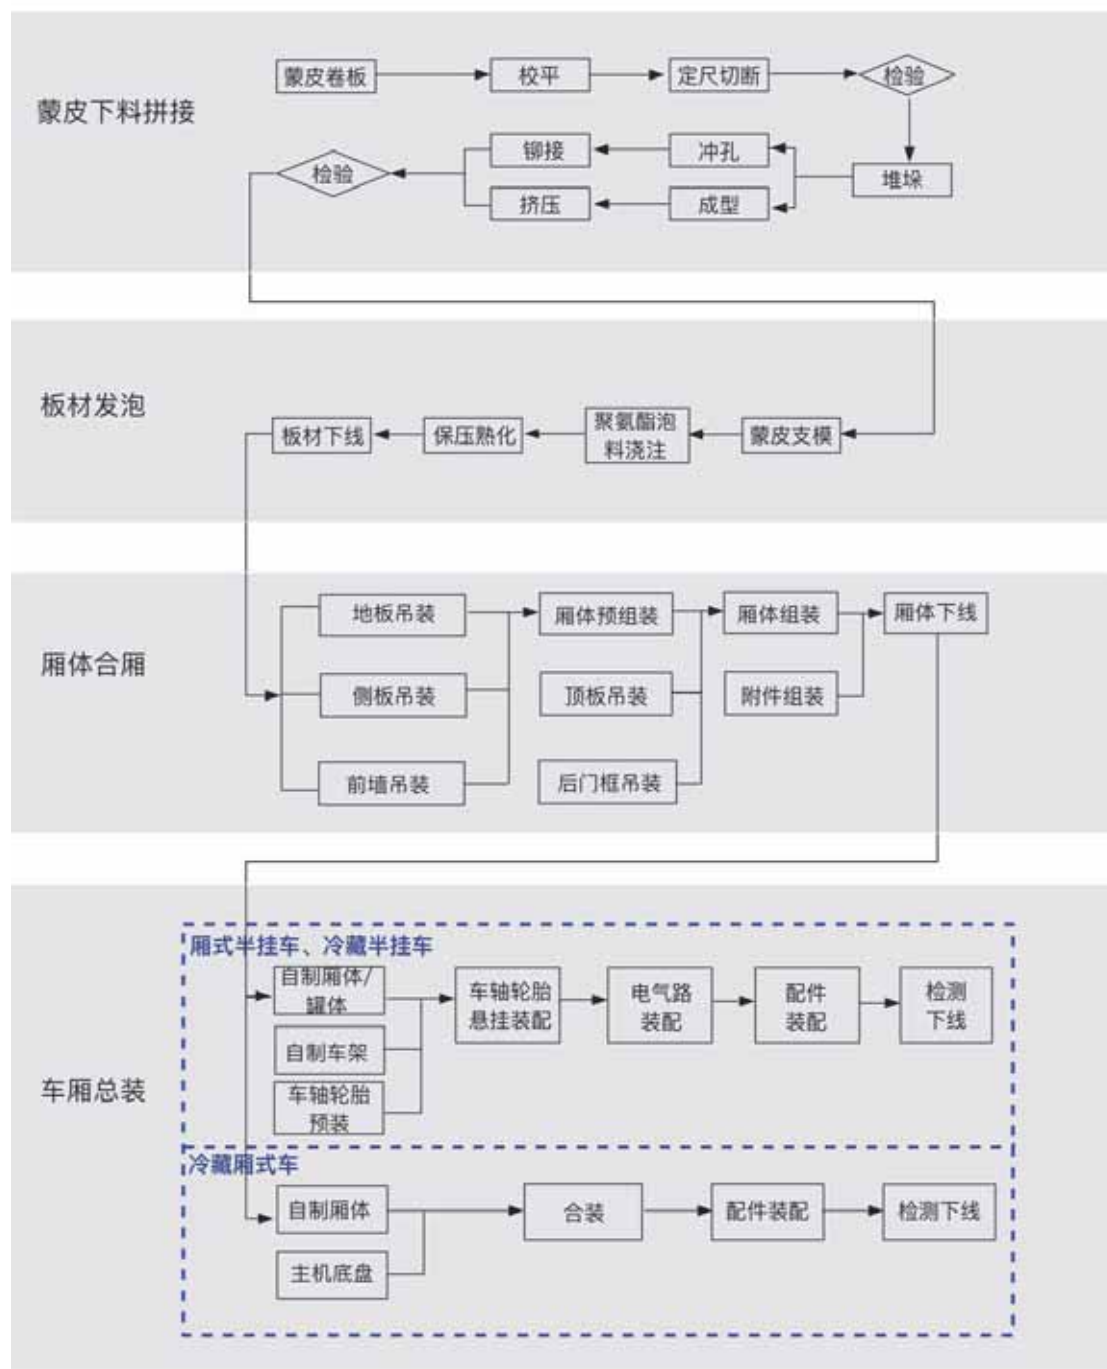 蒙皮下料拼接
蒙皮卷板
校平
定尺切断
检验
堆垛
冲孔
铆接
成型
挤压
检验
板材发泡
蒙皮支模
聚氨酯泡
料浇注
保压熟化
板材下线
厢体合厢
地板吊装
侧板吊装
前墙吊装
厢体预组装
顶板吊装
后门框吊装
厢体组装
附件组装
厢体下线
车厢总装
厢式半挂车、冷藏半挂车
自制厢体/
罐体
自制车架
车轴轮胎
预装
车轴轮胎
悬挂装配
电气路
装配
配件
装配
检测
下线
冷藏厢式车
自制厢体
主机底盘
合装
配件装配
检测下线